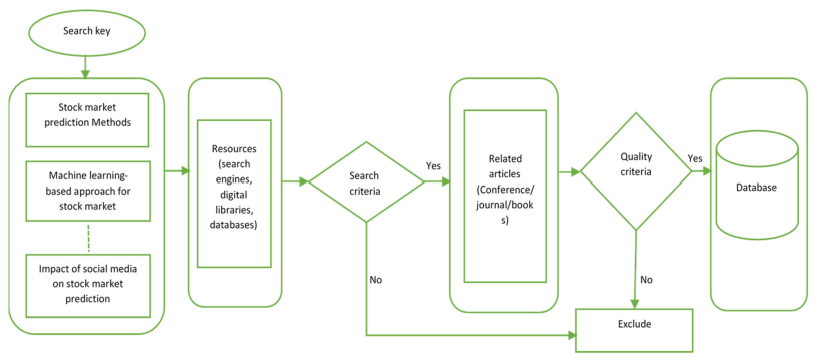 Search key
Stock market
prediction Methods
Machine learning-
based approach for
stock market
Impact of social media
on stock market
prediction
Resources
(search
engines,
digital
libraries,
databases)
Search
criteria
Yes
No
Related
articles
(Conference/
journal/book
s)
Quality
criteria
Yes
No
Database
Exclude